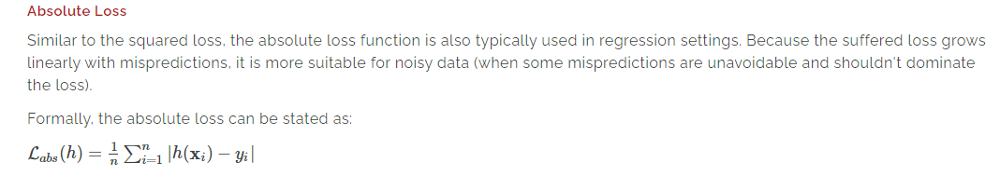 Absolute Loss
Similar to the squared loss, the absolute loss function is also typically used in regression settings. Because the suffered loss grows
linearly with mispredictions, it is more suitable for noisy data (when some mispredictions are unavoidable and shouldn't dominate
the loss).
Formally, the absolute loss can be stated as:
$\mathcal{L}_{abs}(h) = \frac{1}{n} \sum_{i=1}^{n} |h(\mathbf{x}_i) - y_i|$